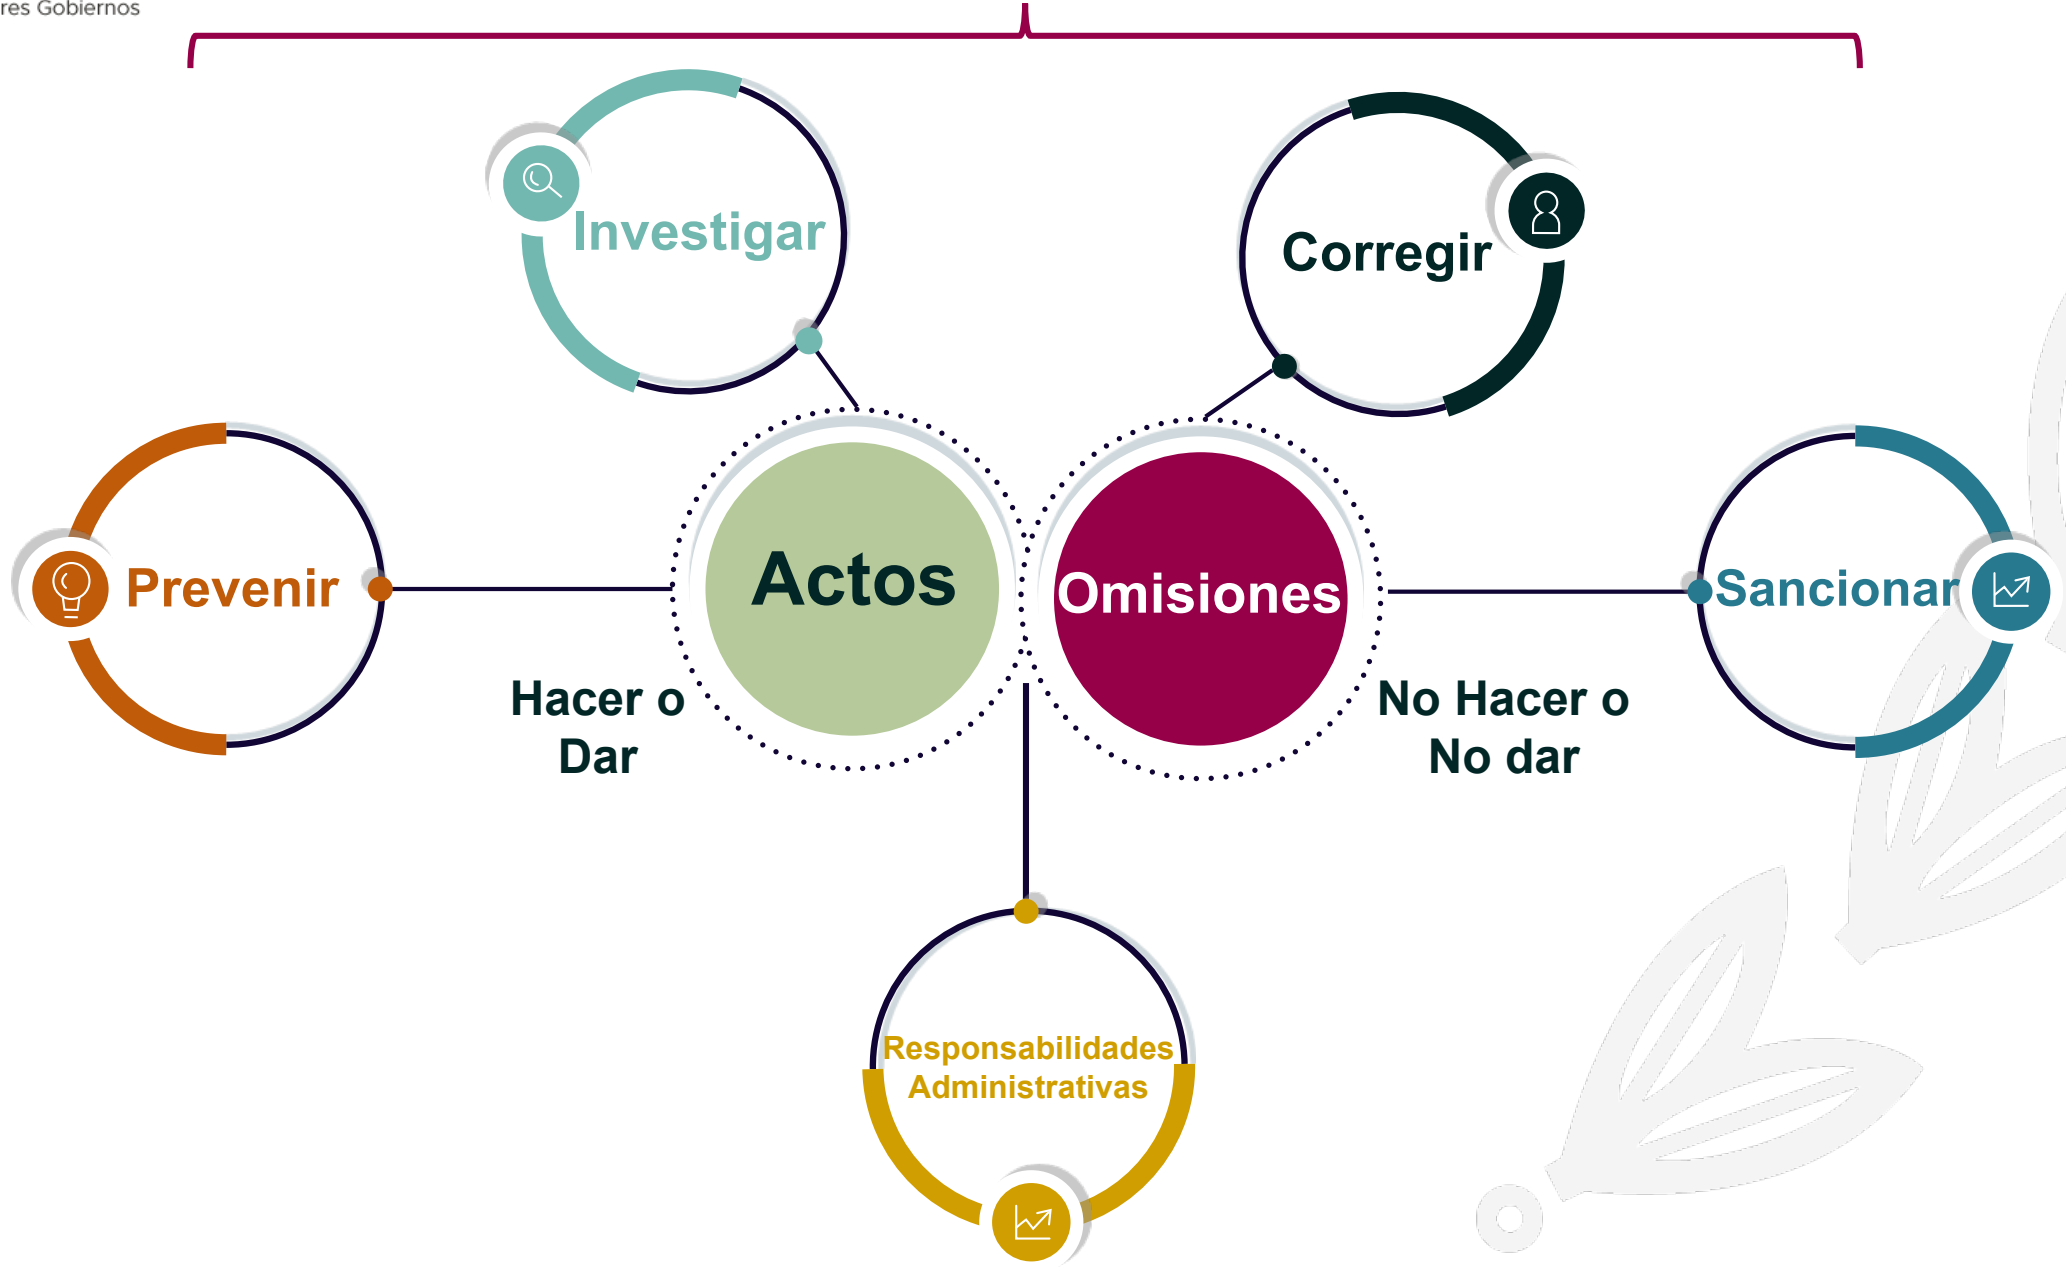 res Gobiernos
Investigar
Corregir
Prevenir
Actos
Omisiones
Sancionar
Hacer o
Dar
No Hacer o
No dar
Responsabilidades
Administrativas